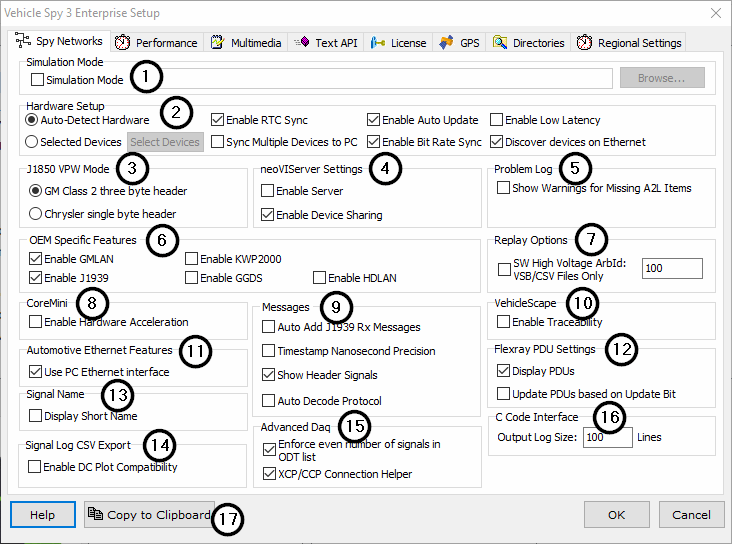 Vehicle Spy 3 Enterprise Setup
Spy Networks Performance Multimedia Text API License GPS Directories Regional Settings
Simulation Mode
Simulation Mode 1 Browse...
Hardware Setup 2
Auto-Detect Hardware Enable RTC Sync Enable Auto Update Enable Low Latency
Selected Devices Select Devices Sync Multiple Devices to PC Enable Bit Rate Sync Discover devices on Ethernet
J1850 VPW Mode 3
GM Class 2 three byte header
Chrysler single byte header
neoVIServer Settings 4
Enable Server
Enable Device Sharing
Problem Log 5
Show Warnings for Missing A2L Items
OEM Specific Features 6
Enable GMLAN Enable KWP2000
Enable J1939 Enable GGDS Enable HDLAN
Replay Options 7
SW High Voltage ArbId:
VSB/CSV Files Only 100
CoreMini 8
Enable Hardware Acceleration
Messages 9
Auto Add J1939 Rx Messages
Timestamp Nanosecond Precision
Show Header Signals
Auto Decode Protocol
VehicleScape 10
Enable Traceability
Automotive Ethernet Features 11
Use PC Ethernet interface
Flexray PDU Settings 12
Display PDUs
Update PDUs based on Update Bit
Signal Name 13
Display Short Name
Signal Log CSV Export 14
Enable DC Plot Compatibility
Advanced Daq 15
Enforce even number of signals in
ODT list
XCP/CCP Connection Helper
C Code Interface 16
Output Log Size: 100 Lines
Help Copy to Clipboard 17 OK Cancel